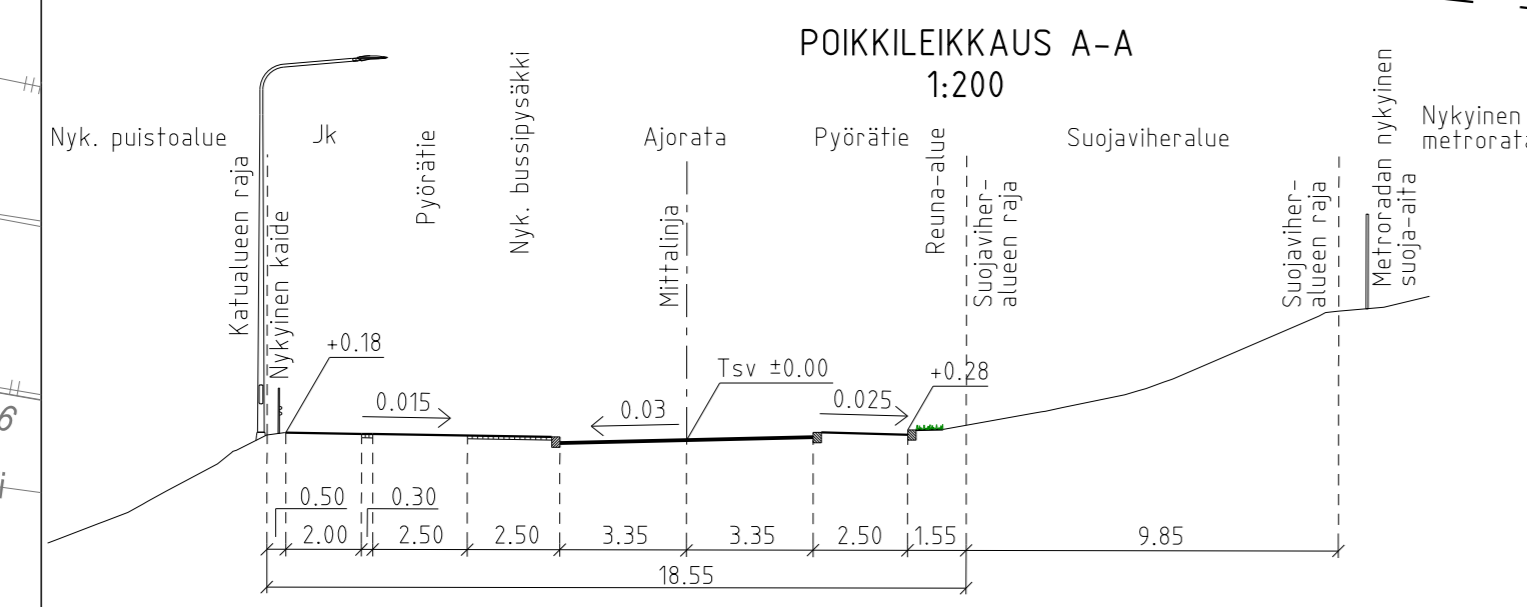 POIKKILEIKKAUS A-A
1:200
Nyk. puistoalue
Katualueen raja
Nykyinen kaide
Jk
Pyörätie
Nyk. bussipysäkki
Ajorata
Mittalinja
Pyörätie
Reuna-alue
Suojaviher-
alueen raja
Suojaviheralue
Suojaviher-
alueen raja
Metroradan nykyinen
suoja-aita
Nykyinen
metrorata
+0.18
0.015
0.03
Tsv ±0.00
0.025
+0.28
6
0.50
0.30
2.00
2.50
2.50
3.35
3.35
2.50
1.55
9.85
18.55